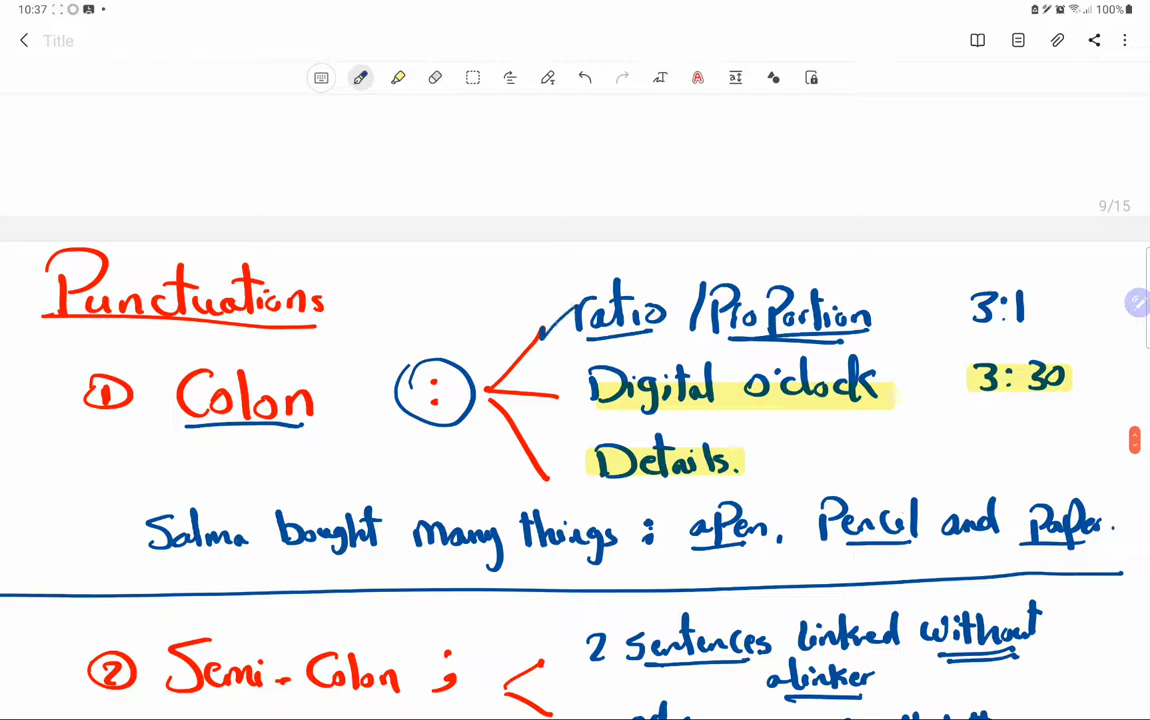 10:37 100%
Title
9/15
Punctuations
ratio / Proportion 3:1
① Colon : Digital o'clock 3:30
Details.
Salma bought many things : a Pen, Pencil and Paper.
② Semi-Colon ; 2 sentences linked without
a linker